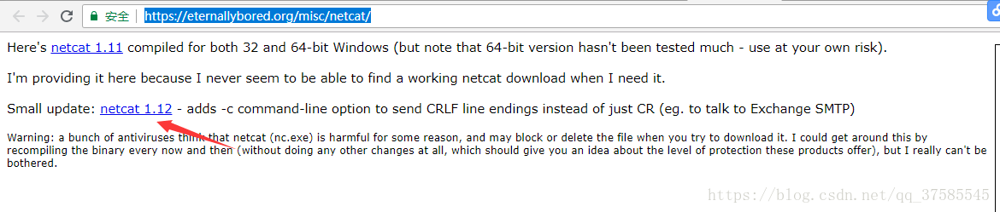 安全 https://eternallybored.org/misc/netcat/
Here's netcat 1.11 compiled for both 32 and 64-bit Windows (but note that 64-bit version hasn't been tested much - use at your own risk).
I'm providing it here because I never seem to be able to find a working netcat download when I need it.
Small update: netcat 1.12 - adds -c command-line option to send CRLF line endings instead of just CR (eg. to talk to Exchange SMTP)
Warning: a bunch of antiviruses think that netcat (nc.exe) is harmful for some reason, and may block or delete the file when you try to download it. I could get around this by
recompiling the binary every now and then (without doing any other changes at all, which should give you an idea about the level of protection these products offer), but I really can't be
bothered.
https://blog.csdn.net/qq_37585545